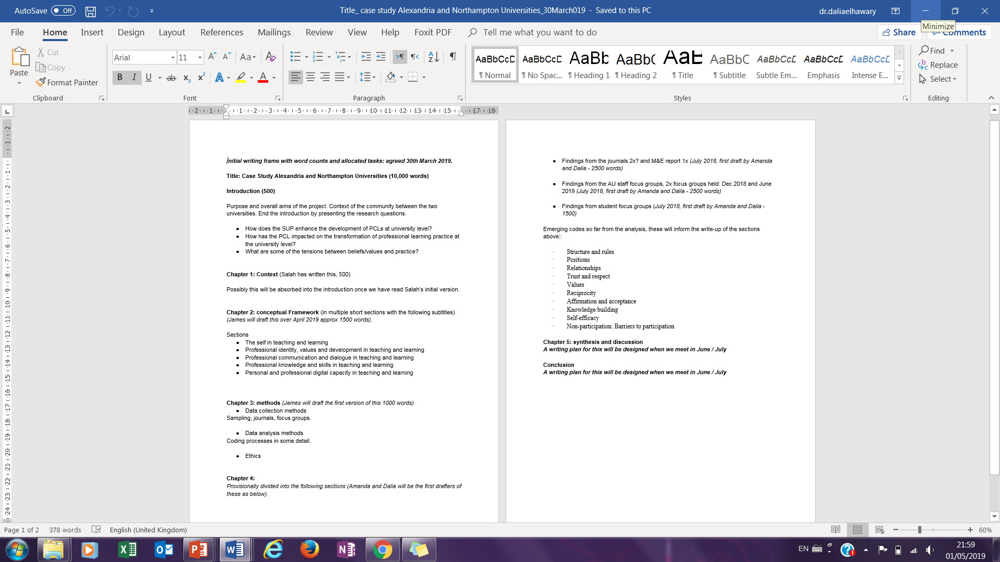 AutoSave Off
Title_ case study Alexandria and Northampton Universities_30March019 - Saved to this PC
dr.daliaelhawary
Minimize
File Home Insert Design Layout References Mailings Review View Help Foxit PDF Tell me what you want to do Share Comments
Paste
Cut
Copy
Format Painter
Clipboard
Arial 11
Font
Paragraph
AaBbCcD AaBbCcD AaBb AaBb( AaB AaBbC AaBbCcD AaBbCcD AaBbCcD
¶ Normal ¶ No Spac... ¶ Heading 1 ¶ Heading 2 ¶ Title ¶ Subtitle Subtle Em... Emphasis Intense E...
Styles
Find
Replace
Select
Editing
Initial writing frame with word counts and allocated tasks: agreed 30th March 2019.
Title: Case Study Alexandria and Northampton Universities (10,000 words)
Introduction (500)
Purpose and overall aims of the project. Context of the community between the two
universities. End the introduction by presenting the research questions.
• How does the SUP enhance the development of PCLs at university level?
• How has the PCL impacted on the transformation of professional learning practice at
the university level?
• What are some of the tensions between beliefs/values and practice?
Chapter 1: Context (Salah has written this, 500)
Possibly this will be absorbed into the introduction once we have read Salah's initial version.
Chapter 2: conceptual Framework (in multiple short sections with the following subtitles)
(James will draft this over April 2019 approx 1500 words).
Sections
• The self in teaching and learning
• Professional identity, values and development in teaching and learning
• Professional communication and dialogue in teaching and learning
• Professional knowledge and skills in teaching and learning
• Personal and professional digital capacity in teaching and learning
Chapter 3: methods (James will draft the first version of this 1000 words)
• Data collection methods
Sampling, journals, focus groups.
• Data analysis methods
Coding processes in some detail.
• Ethics
Chapter 4:
Provisionally divided into the following sections (Amanda and Dalia will be the first drafters of
these as below).
• Findings from the journals 2x? and M&E report 1x (July 2018, first draft by Amanda
and Dalia - 2500 words)
• Findings from the AU staff focus groups, 2x focus groups held: Dec 2018 and June
2019 (July 2018, first draft by Amanda and Dalia - 2500 words)
• Findings from student focus groups (July 2018, first draft by Amanda and Dalia -
1500)
Emerging codes so far from the analysis, these will inform the write-up of the sections
above::
· Structure and rules
· Positions
· Relationships
· Trust and respect
· Values
· Reciprocity
· Affirmation and acceptance
· Knowledge building
· Self-efficacy
· Non-participation: Barriers to participation
Chapter 5: synthesis and discussion
A writing plan for this will be designed when we meet in June / July
Conclusion
A writing plan for this will be designed when we meet in June / July
Page 1 of 2 378 words English (United Kingdom) 60%
EN
21:59
01/05/2019